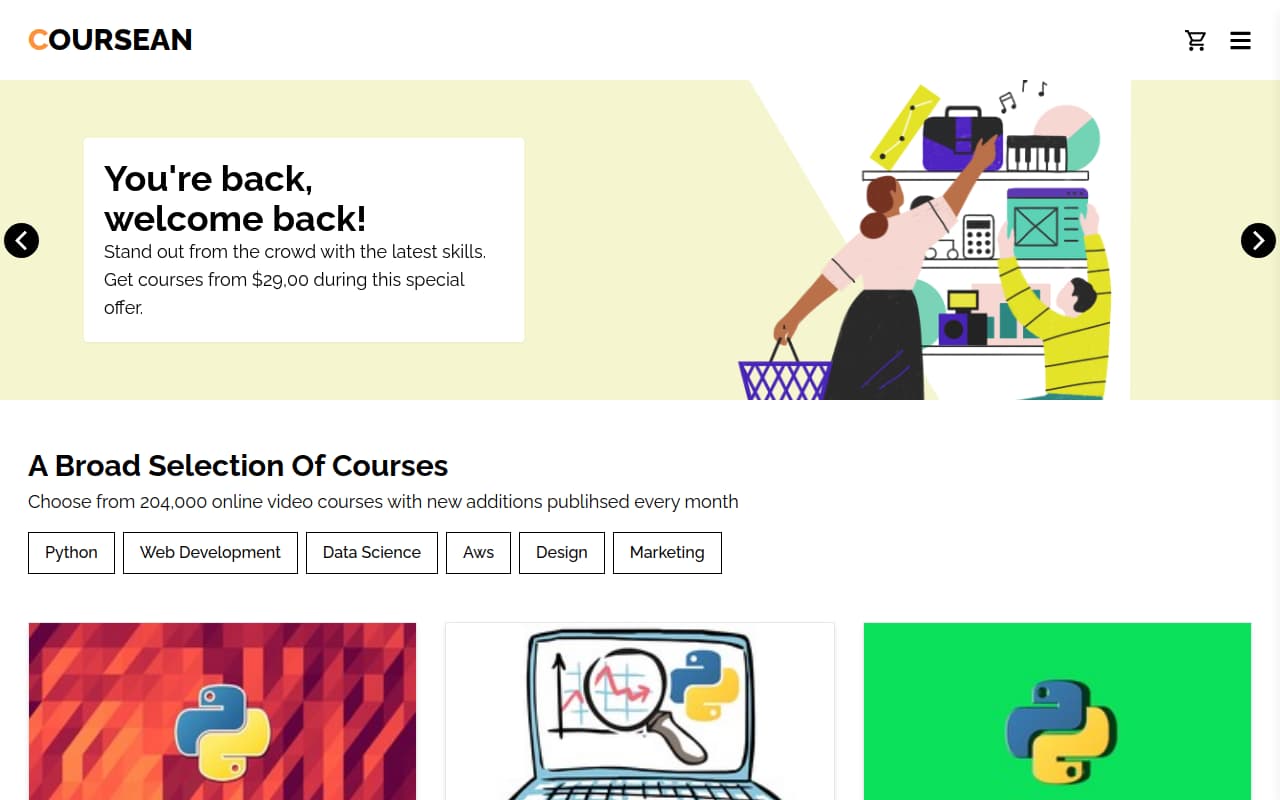 COURSEAN
You're back,
welcome back!
Stand out from the crowd with the latest skills.
Get courses from $29,00 during this special
offer.
A Broad Selection Of Courses
Choose from 204,000 online video courses with new additions publihsed every month
Python
Web Development
Data Science
Aws
Design
Marketing